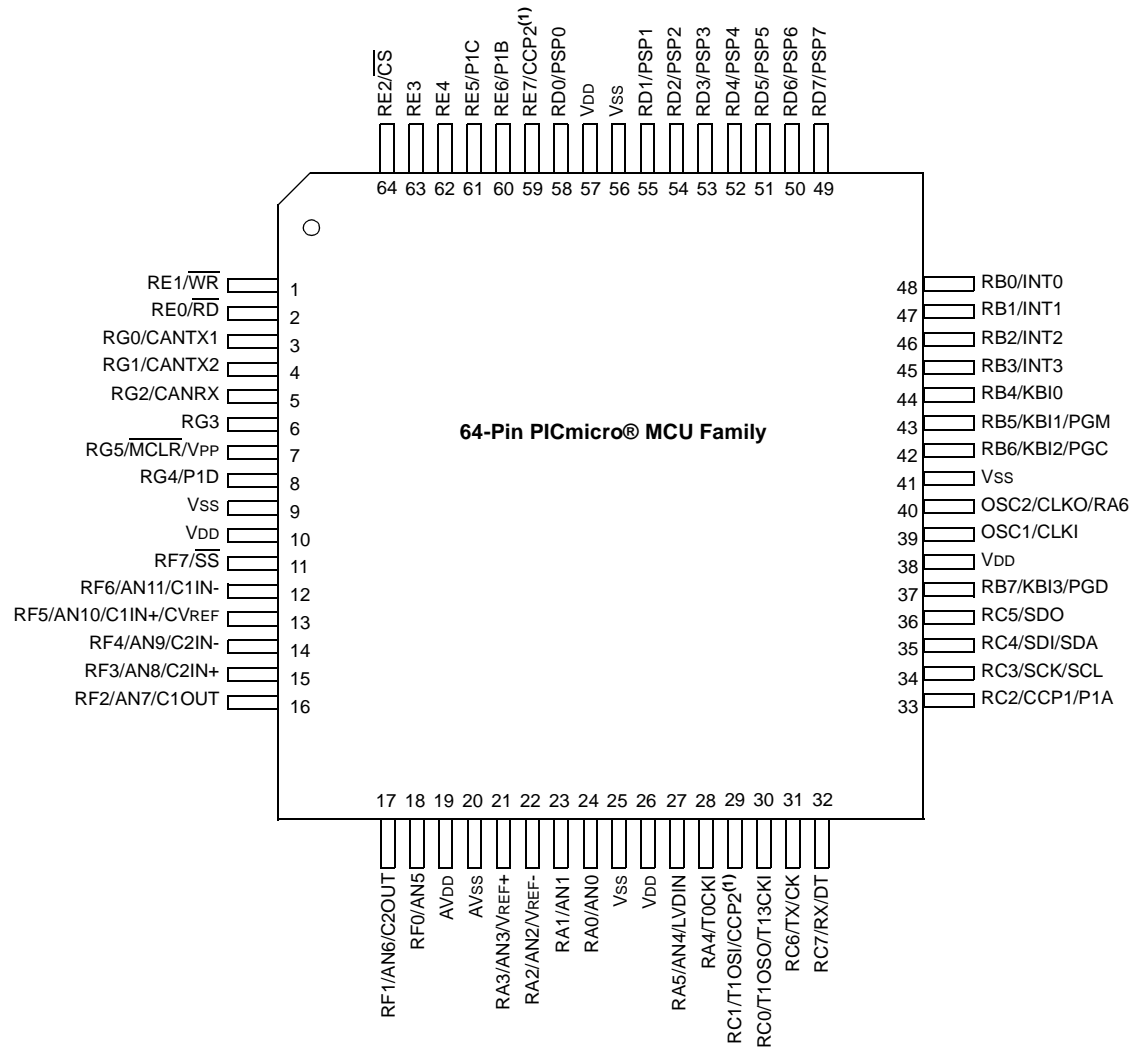 RE2/CS
RE3
RE4
RE5/P1C
RE6/P1B
RE7/CCP2(1)
RD0/PSP0
VDD
VSS
RD1/PSP1
RD2/PSP2
RD3/PSP3
RD4/PSP4
RD5/PSP5
RD6/PSP6
RD7/PSP7
64 63 62 61 60 59 58 57 56 55 54 53 52 51 50 49
RE1/WR 1
RE0/RD 2
RG0/CANTX1 3
RG1/CANTX2 4
RG2/CANRX 5
RG3 6
RG5/MCLR/VPP 7
RG4/P1D 8
VSS 9
VDD 10
RF7/SS 11
RF6/AN11/C1IN- 12
RF5/AN10/C1IN+/CVREF 13
RF4/AN9/C2IN- 14
RF3/AN8/C2IN+ 15
RF2/AN7/C1OUT 16
64-Pin PICmicro® MCU Family
48 RB0/INT0
47 RB1/INT1
46 RB2/INT2
45 RB3/INT3
44 RB4/KBI0
43 RB5/KBI1/PGM
42 RB6/KBI2/PGC
41 VSS
40 OSC2/CLKO/RA6
39 OSC1/CLKI
38 VDD
37 RB7/KBI3/PGD
36 RC5/SDO
35 RC4/SDI/SDA
34 RC3/SCK/SCL
33 RC2/CCP1/P1A
17 18 19 20 21 22 23 24 25 26 27 28 29 30 31 32
RF1/AN6/C2OUT
RF0/AN5
AVDD
AVSS
RA3/AN3/VREF+
RA2/AN2/VREF-
RA1/AN1
RA0/AN0
VSS
VDD
RA5/AN4/LVDIN
RA4/T0CKI
RC1/T1OSI/CCP2(1)
RC0/T1OSO/T13CKI
RC6/TX/CK
RC7/RX/DT